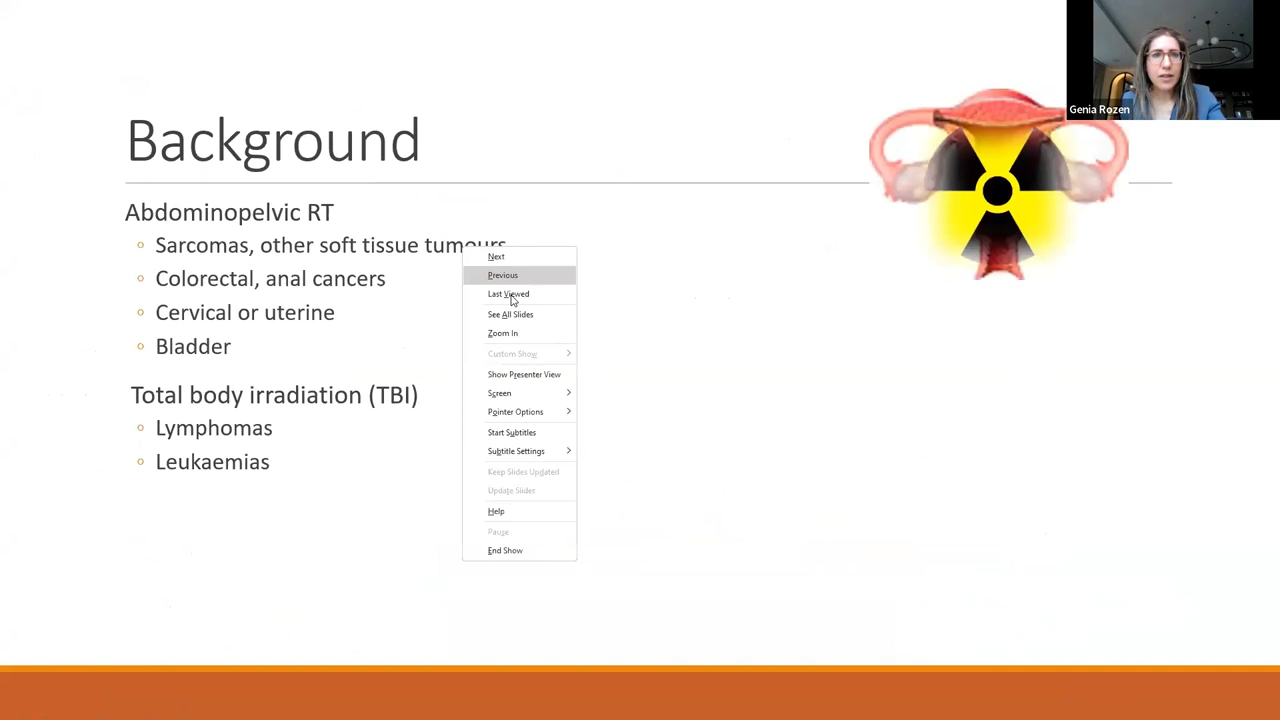 Genia Rozen
Background
Abdominopelvic RT
Sarcomas, other soft tissue tumours
Colorectal, anal cancers
Cervical or uterine
Bladder
Total body irradiation (TBI)
Lymphomas
Leukaemias
Next
Previous
Last Viewed
See All Slides
Zoom In
Custom Show
Show Presenter View
Screen
Pointer Options
Start Subtitles
Subtitle Settings
Keep Slides Updated
Update Slides
Help
Pause
End Show